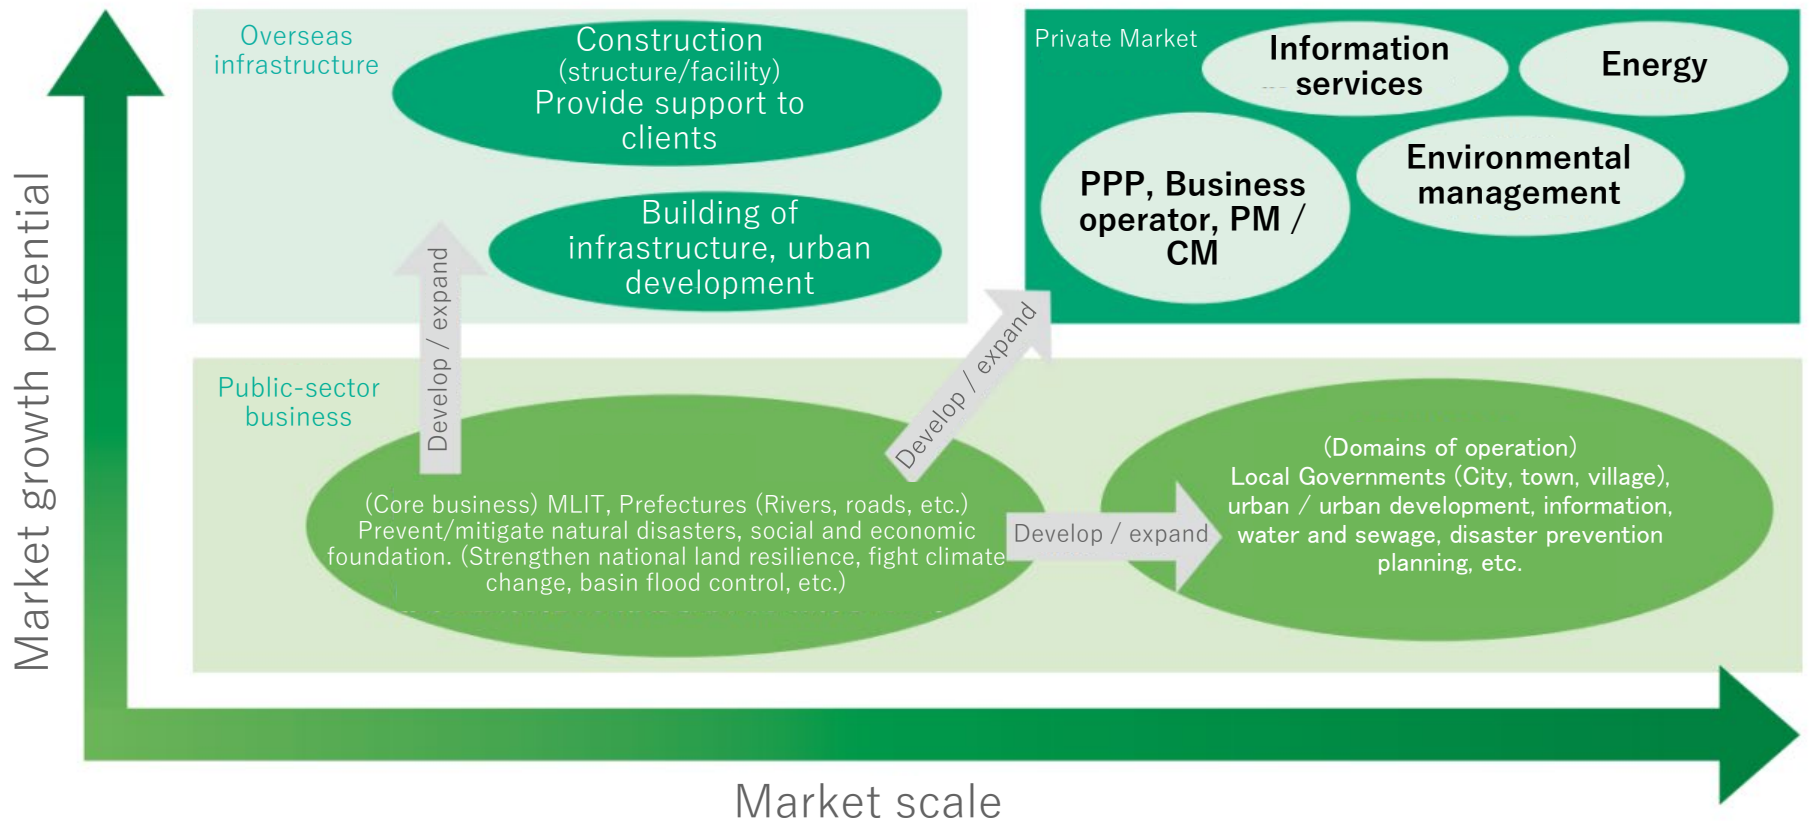 Overseas
infrastructure
Construction
(structure/facility)
Provide support to
clients
Building of
infrastructure, urban
development
Private Market
Information
services
Energy
PPP, Business
operator, PM /
CM
Environmental
management
Market growth potential
Develop / expand
Develop / expand
Public-sector
business
(Core business) MLIT, Prefectures (Rivers, roads, etc.)
Prevent/mitigate natural disasters, social and economic
foundation. (Strengthen national land resilience, fight climate
change, basin flood control, etc.)
Develop / expand
(Domains of operation)
Local Governments (City, town, village),
urban / urban development, information,
water and sewage, disaster prevention
planning, etc.
Market scale